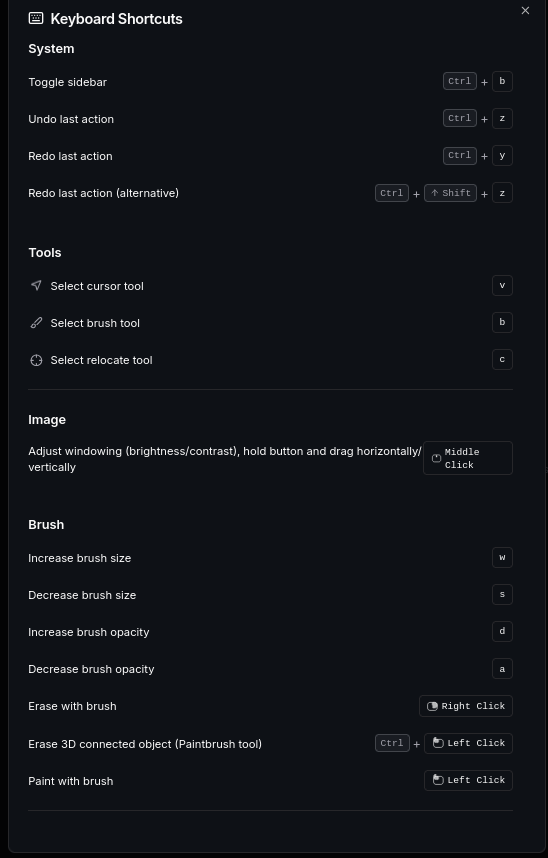 Keyboard Shortcuts
System
Toggle sidebar Ctrl + b
Undo last action Ctrl + z
Redo last action Ctrl + y
Redo last action (alternative) Ctrl + ↑ Shift + z
Tools
Select cursor tool v
Select brush tool b
Select relocate tool c
Image
Adjust windowing (brightness/contrast), hold button and drag horizontally/
vertically
Middle
Click
Brush
Increase brush size w
Decrease brush size s
Increase brush opacity d
Decrease brush opacity a
Erase with brush Right Click
Erase 3D connected object (Paintbrush tool) Ctrl + Left Click
Paint with brush Left Click